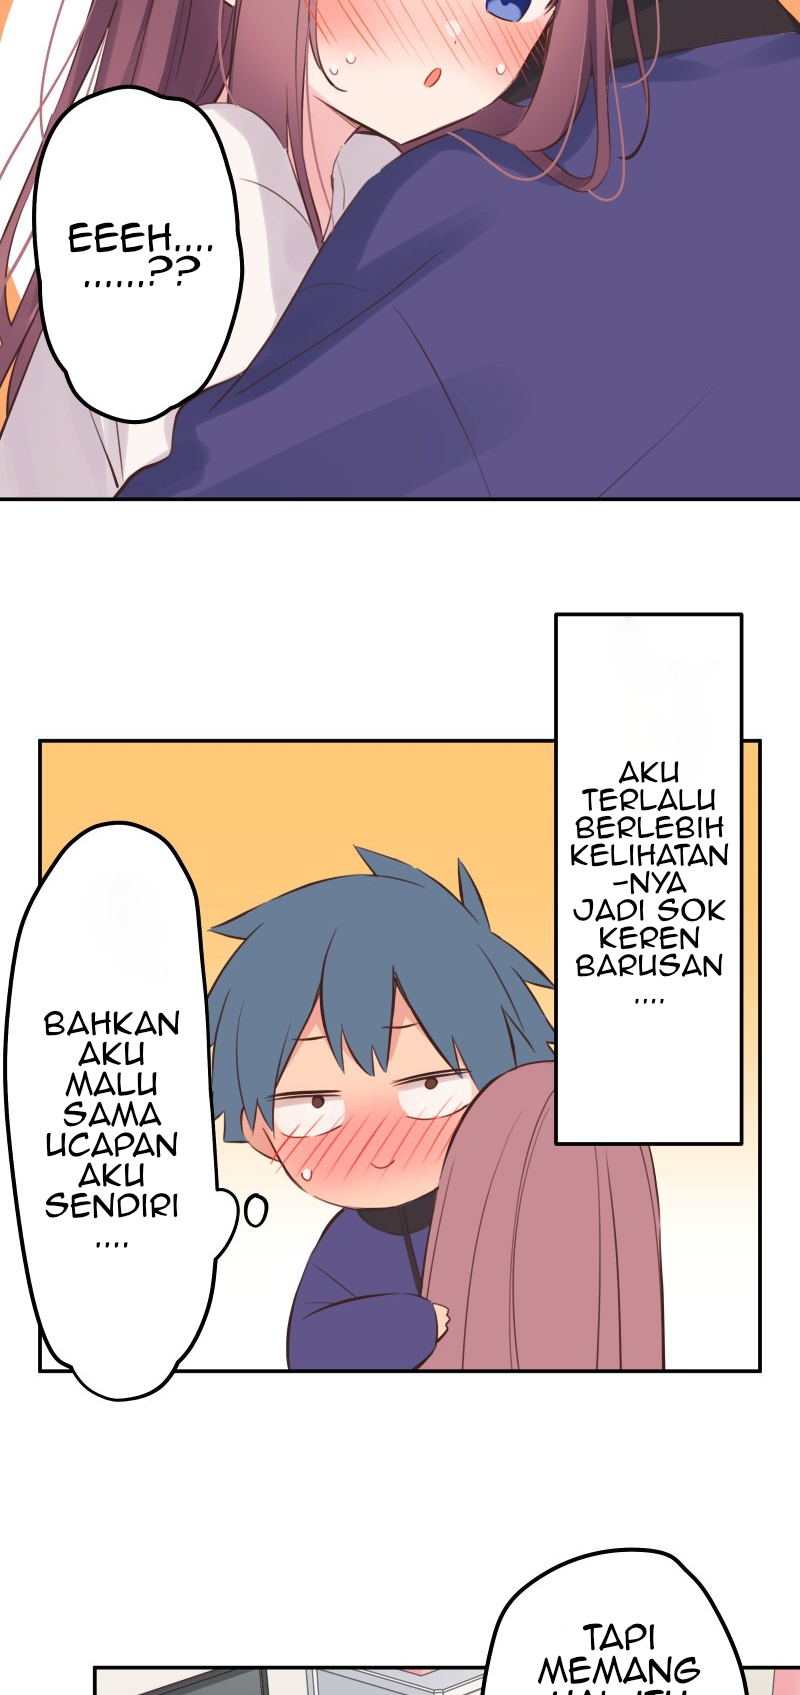 EEEH....
......??
AKU
TERLALU
BERLEBIH
KELIHATAN
-NYA
JADI SOK
KEREN
BARUSAN
....
BAHKAN
AKU
MALU
SAMA
UCAPAN
AKU
SENDIRI
....
TAPI
MEMANG